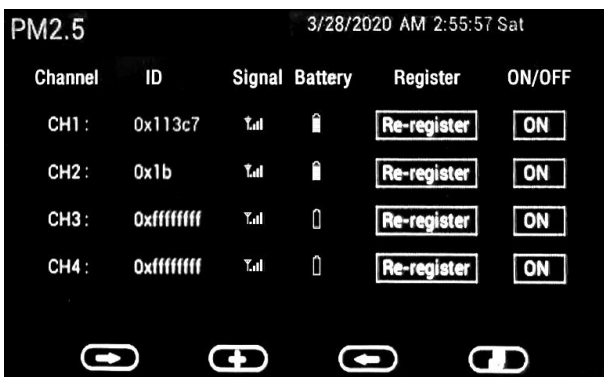 PM2.5 3/28/2020 AM 2:55:57 Sat
Channel ID Signal Battery Register ON/OFF
CH1 : 0x113c7 Re-register ON
CH2 : 0x1b Re-register ON
CH3 : 0xffffffff Re-register ON
CH4 : 0xffffffff Re-register ON